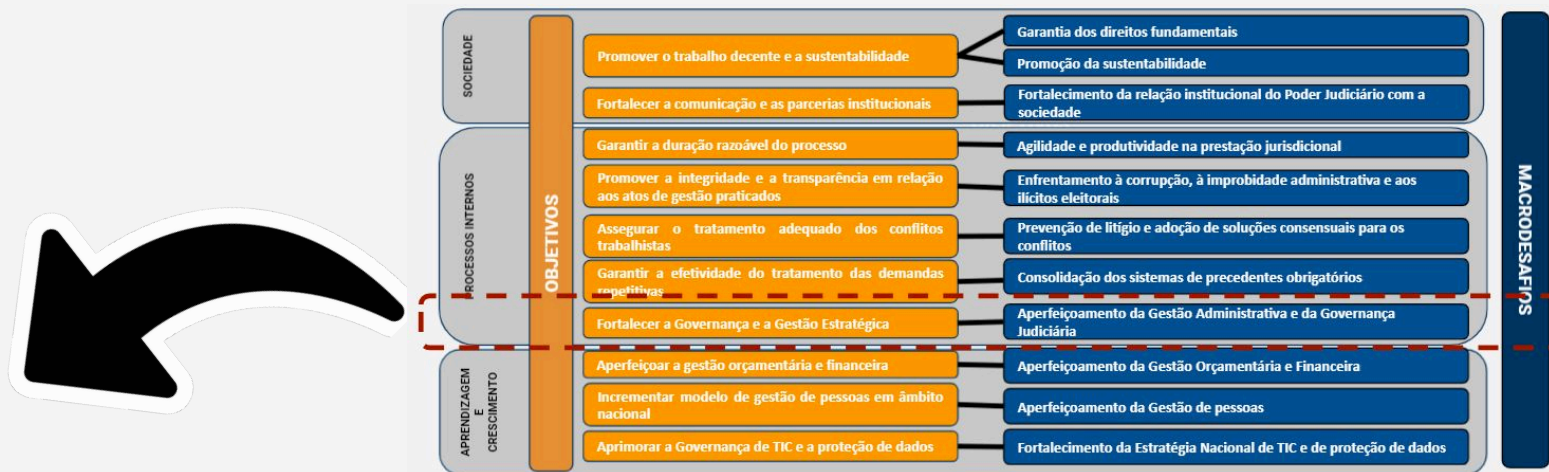 SOCIEDADE
OBJETIVOS
Promover o trabalho decente e a sustentabilidade
Garantia dos direitos fundamentais
Promoção da sustentabilidade
Fortalecer a comunicação e as parcerias institucionais
Fortalecimento da relação institucional do Poder Judiciário com a
sociedade
MACRODESAFIOS
PROCESSOS INTERNOS
Garantir a duração razoável do processo
Agilidade e produtividade na prestação jurisdicional
Promover a integridade e a transparência em relação
aos atos de gestão praticados
Enfrentamento à corrupção, à improbidade administrativa e aos
ilícitos eleitorais
Assegurar o tratamento adequado dos conflitos
trabalhistas
Prevenção de litígio e adoção de soluções consensuais para os
conflitos
Garantir a efetividade do tratamento das demandas
repetitivas
Consolidação dos sistemas de precedentes obrigatórios
Fortalecer a Governança e a Gestão Estratégica
Aperfeiçoamento da Gestão Administrativa e da Governança
Judiciária
APRENDIZAGEM
E
CRESCIMENTO
Aperfeiçoar a gestão orçamentária e financeira
Aperfeiçoamento da Gestão Orçamentária e Financeira
Incrementar modelo de gestão de pessoas em âmbito
nacional
Aperfeiçoamento da Gestão de pessoas
Aprimorar a Governança de TIC e a proteção de dados
Fortalecimento da Estratégia Nacional de TIC e de proteção de dados